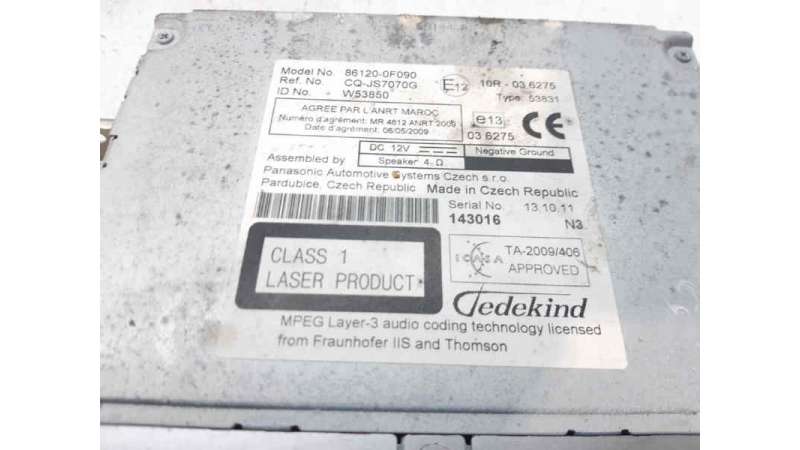 Model No. 86120-0F090
Ref. No. CQ-JS7070G
ID No. W53850
E13 10R - 03 6275
Type: 53831
AGREE PAR L'ANRT MAROC
Numéro d'agrément: MR 4812 ANRT 2009
Date d'agrément: 06/05/2009
e13
03 6275
CE
DC 12V Negative Ground
Speaker 4 Ω
Assembled by
Panasonic Automotive Systems Czech s.r.o.
Pardubice, Czech Republic Made in Czech Republic
Serial No. 13.10.11
143016 N3
CLASS 1
LASER PRODUCT
ICASA
TA-2009/406
APPROVED
Jedekind
MPEG Layer-3 audio coding technology licensed
from Fraunhofer IIS and Thomson